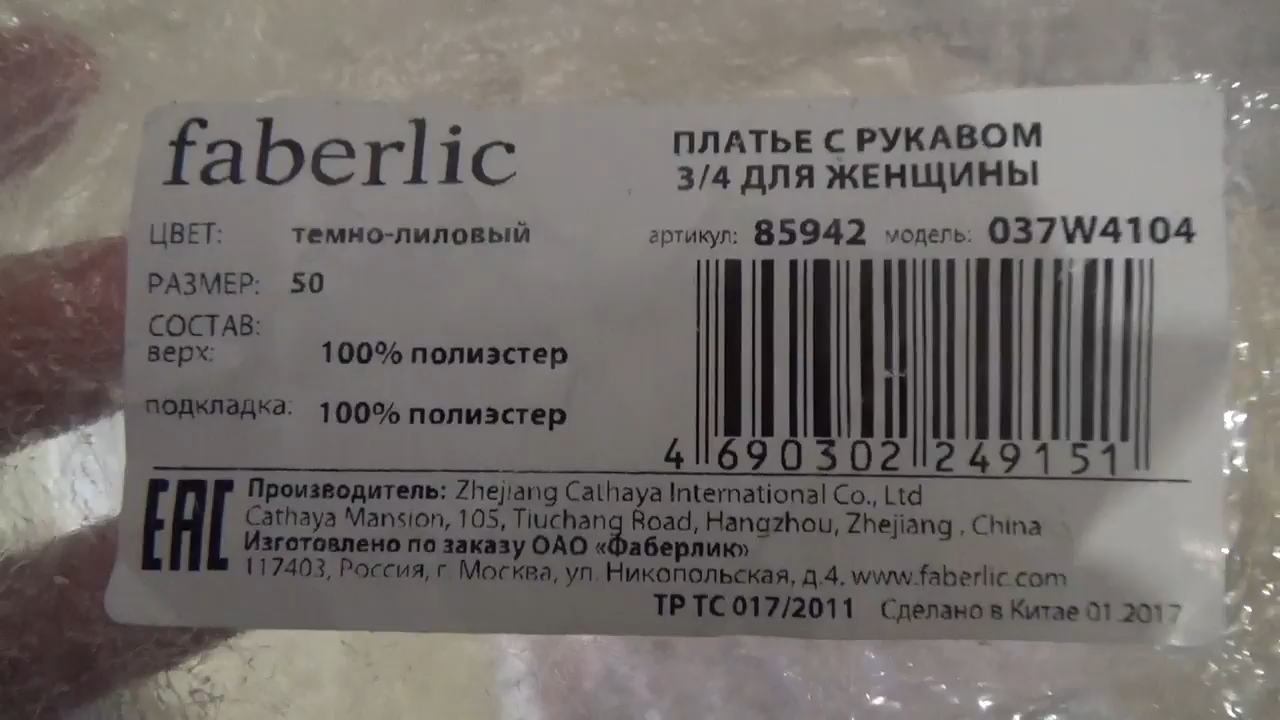 faberlic
ПЛАТЬЕ С РУКАВОМ
3/4 ДЛЯ ЖЕНЩИНЫ
ЦВЕТ: темно-лиловый
артикул: 85942 модель: 037W4104
РАЗМЕР: 50
СОСТАВ:
верх: 100% полиэстер
подкладка: 100% полиэстер
4 690302 249151
EAC
Производитель: Zhejiang Cathaya International Co., Ltd
Cathaya Mansion, 105, Tiuchang Road, Hangzhou, Zhejiang , China
Изготовлено по заказу ОАО «Фаберлик»
117403, Россия, г. Москва, ул. Никопольская, д.4. www.faberlic.com
ТР ТС 017/2011 Сделано в Китае 01.2017